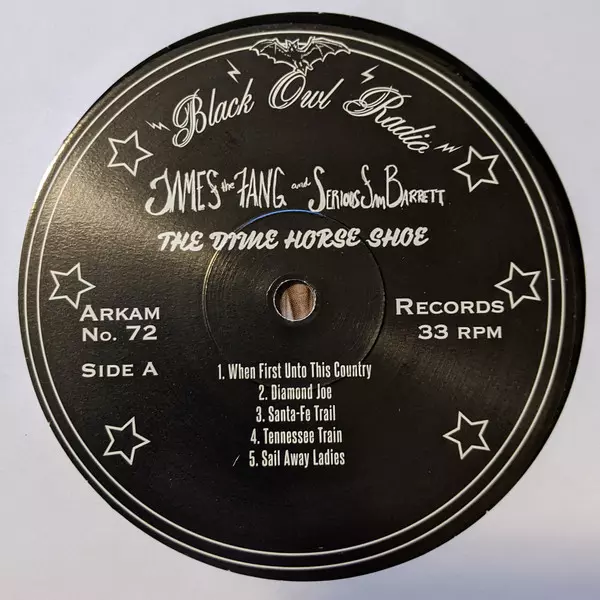 Black Owl Radio
JAMES the FANG and SERIOUS SAM BARRETT
THE DIME HORSE SHOE
ARKAM
No. 72
SIDE A
RECORDS
33 RPM
1. When First Unto This Country
2. Diamond Joe
3. Santa-Fe Trail
4. Tennessee Train
5. Sail Away Ladies